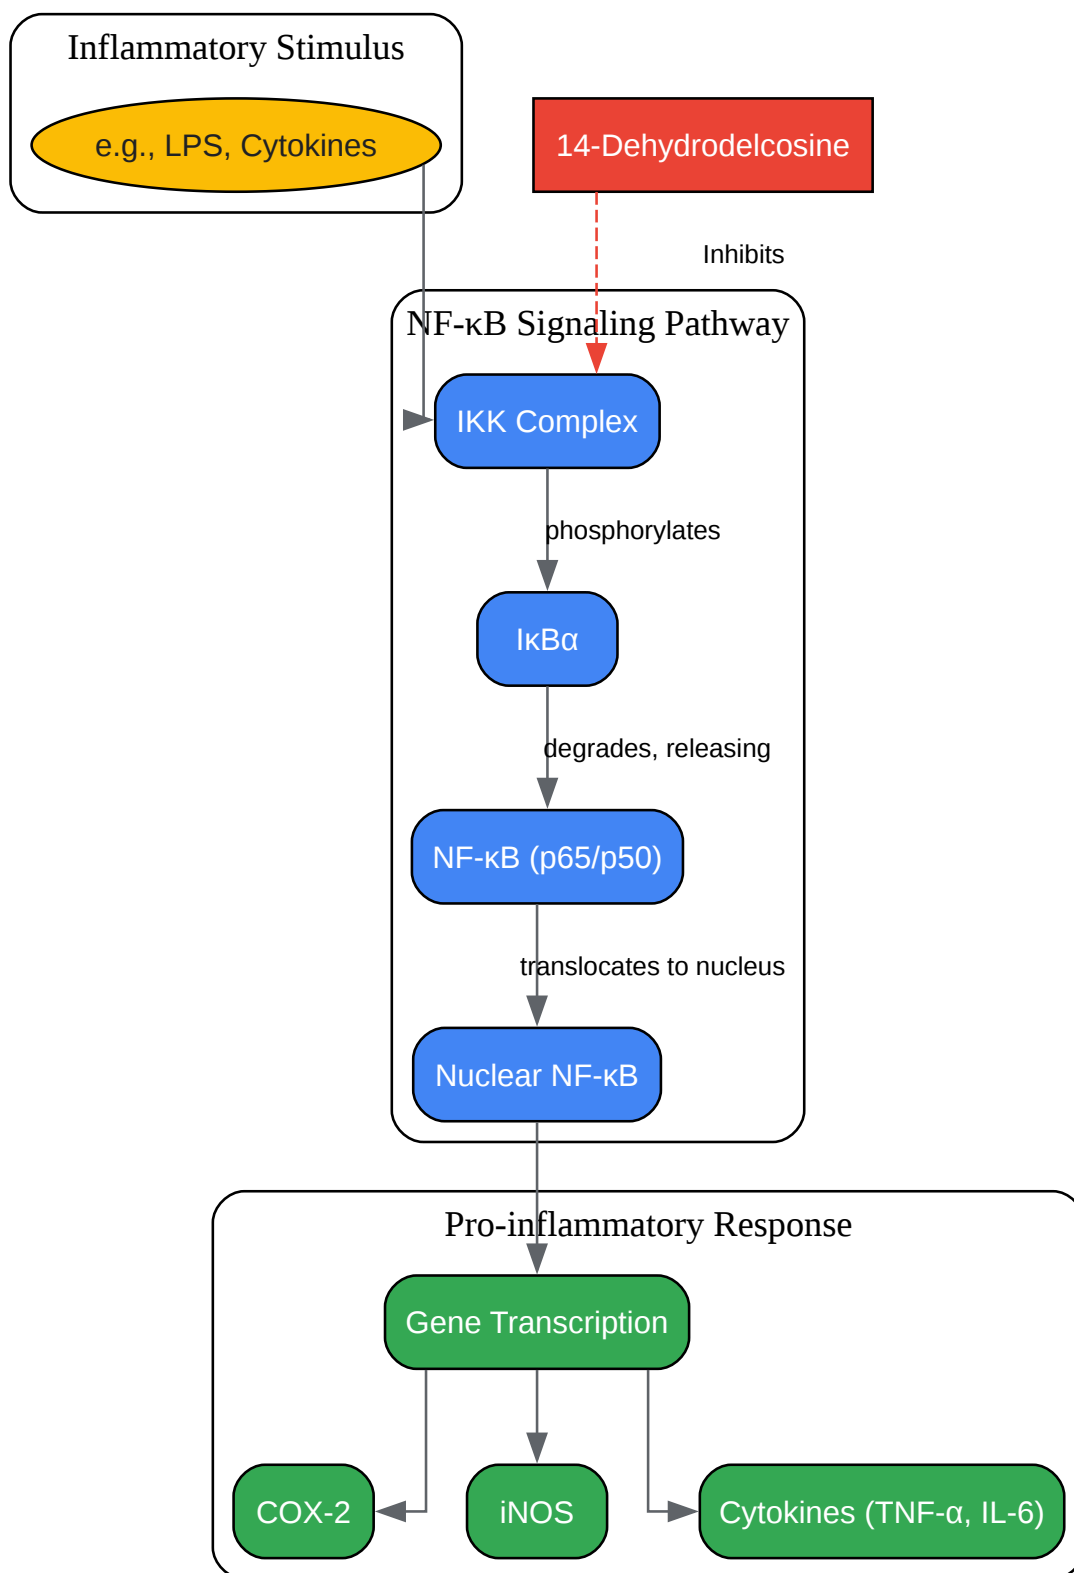 Inflammatory Stimulus
e.g., LPS, Cytokines
14-Dehydrodelcosine
Inhibits
NF-κB Signaling Pathway
IKK Complex
phosphorylates
IκBα
degrades, releasing
NF-κB (p65/p50)
translocates to nucleus
Nuclear NF-κB
Pro-inflammatory Response
Gene Transcription
COX-2
iNOS
Cytokines (TNF-α, IL-6)